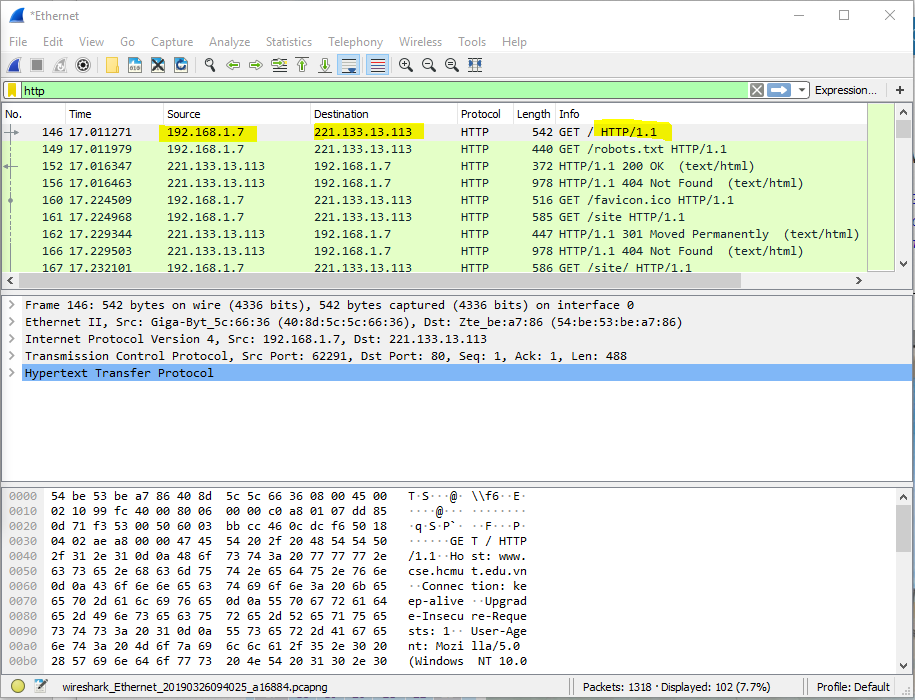 *Ethernet
File Edit View Go Capture Analyze Statistics Telephony Wireless Tools Help
http Expression… +
No. Time Source Destination Protocol Length Info
146 17.011271 192.168.1.7 221.133.13.113 HTTP 542 GET / HTTP/1.1
149 17.011979 192.168.1.7 221.133.13.113 HTTP 440 GET /robots.txt HTTP/1.1
152 17.016347 221.133.13.113 192.168.1.7 HTTP 372 HTTP/1.1 200 OK (text/html)
156 17.016463 221.133.13.113 192.168.1.7 HTTP 978 HTTP/1.1 404 Not Found (text/html)
160 17.224509 192.168.1.7 221.133.13.113 HTTP 516 GET /favicon.ico HTTP/1.1
161 17.224968 192.168.1.7 221.133.13.113 HTTP 585 GET /site HTTP/1.1
162 17.229344 221.133.13.113 192.168.1.7 HTTP 447 HTTP/1.1 301 Moved Permanently (text/html)
166 17.229503 221.133.13.113 192.168.1.7 HTTP 978 HTTP/1.1 404 Not Found (text/html)
167 17.232101 192.168.1.7 221.133.13.113 HTTP 586 GET /site/ HTTP/1.1
Frame 146: 542 bytes on wire (4336 bits), 542 bytes captured (4336 bits) on interface 0
Ethernet II, Src: Giga-Byt_5c:66:36 (40:8d:5c:5c:66:36), Dst: Zte_be:a7:86 (54:be:53:be:a7:86)
Internet Protocol Version 4, Src: 192.168.1.7, Dst: 221.133.13.113
Transmission Control Protocol, Src Port: 62291, Dst Port: 80, Seq: 1, Ack: 1, Len: 488
Hypertext Transfer Protocol
0000 54 be 53 be a7 86 40 8d 5c 5c 66 36 08 00 45 00 T·S···@· \\f6··E·
0010 02 10 99 fc 40 00 80 06 00 00 c0 a8 01 07 dd 85 ····@··· ········
0020 0d 71 f3 53 00 50 60 03 bb cc 46 0c dc f6 50 18 ·q·S·P`· ··F···P·
0030 04 02 ae a8 00 00 47 45 54 20 2f 20 48 54 54 50 ······GE T / HTTP
0040 2f 31 2e 31 0d 0a 48 6f 73 74 3a 20 77 77 77 2e /1.1··Ho st: www.
0050 63 73 65 2e 68 63 6d 75 74 2e 65 64 75 2e 76 6e cse.hcmu t.edu.vn
0060 0d 0a 43 6f 6e 6e 65 63 74 69 6f 6e 3a 20 6b 65 ··Connec tion: ke
0070 65 70 2d 61 6c 69 76 65 0d 0a 55 70 67 72 61 64 ep-alive ··Upgrad
0080 65 2d 49 6e 73 65 63 75 72 65 2d 52 65 71 75 65 e-Insecu re-Reque
0090 73 74 73 3a 20 31 0d 0a 55 73 65 72 2d 41 67 65 sts: 1·· User-Age
00a0 6e 74 3a 20 4d 6f 7a 69 6c 6c 61 2f 35 2e 30 20 nt: Mozi lla/5.0
00b0 28 57 69 6e 64 6f 77 73 20 4e 54 20 31 30 2e 30 (Windows NT 10.0
wireshark_Ethernet_20190326094025_a16884.pcapng Packets: 1318 · Displayed: 102 (7.7%) Profile: Default